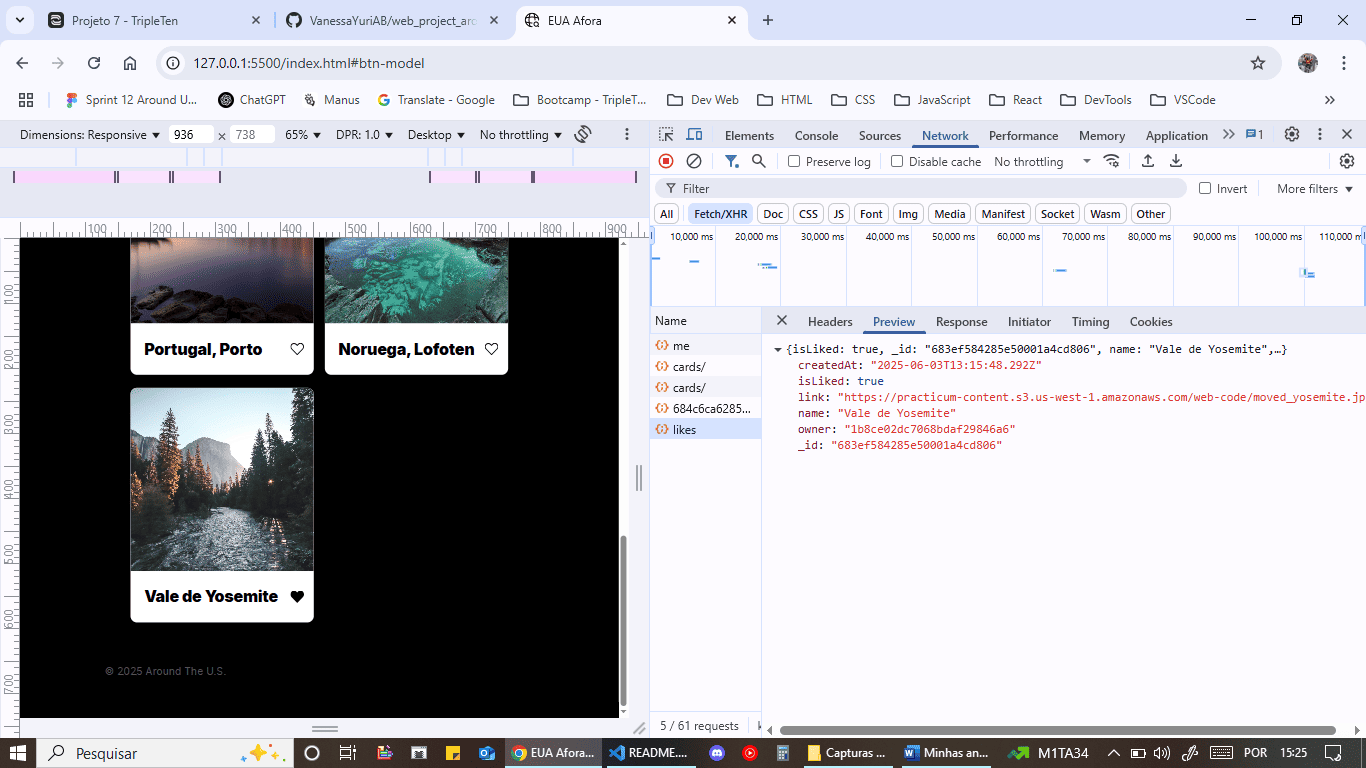 Projeto 7 - TripleTen
VanessaYuriAB/web_project_aro
EUA Afora
127.0.0.1:5500/index.html#btn-model
Sprint 12 Around U...
ChatGPT
Manus
Translate - Google
Bootcamp - TripleT...
Dev Web
HTML
CSS
JavaScript
React
DevTools
VSCode
Dimensions: Responsive
936
x
738
65%
DPR: 1.0
Desktop
No throttling
Elements
Console
Sources
Network
Performance
Memory
Application
1
Preserve log
Disable cache
No throttling
Filter
Invert
More filters
All
Fetch/XHR
Doc
CSS
JS
Font
Img
Media
Manifest
Socket
Wasm
Other
10,000 ms
20,000 ms
30,000 ms
40,000 ms
50,000 ms
60,000 ms
70,000 ms
80,000 ms
90,000 ms
100,000 ms
110,000 m
100
200
300
400
500
600
700
800
900
100
200
300
400
500
600
700
Portugal, Porto
Noruega, Lofoten
Vale de Yosemite
© 2025 Around The U.S.
Name
me
cards/
cards/
684c6ca6285...
likes
5 / 61 requests
Headers
Preview
Response
Initiator
Timing
Cookies
{isLiked: true, _id: "683ef584285e50001a4cd806", name: "Vale de Yosemite",…}
createdAt: "2025-06-03T13:15:48.292Z"
isLiked: true
link: "https://practicum-content.s3.us-west-1.amazonaws.com/web-code/moved_yosemite.jp
name: "Vale de Yosemite"
owner: "1b8ce02dc7068bdaf29846a6"
_id: "683ef584285e50001a4cd806"
Pesquisar
EUA Afora...
README....
Capturas ...
Minhas an...
M1TA34
POR
15:25